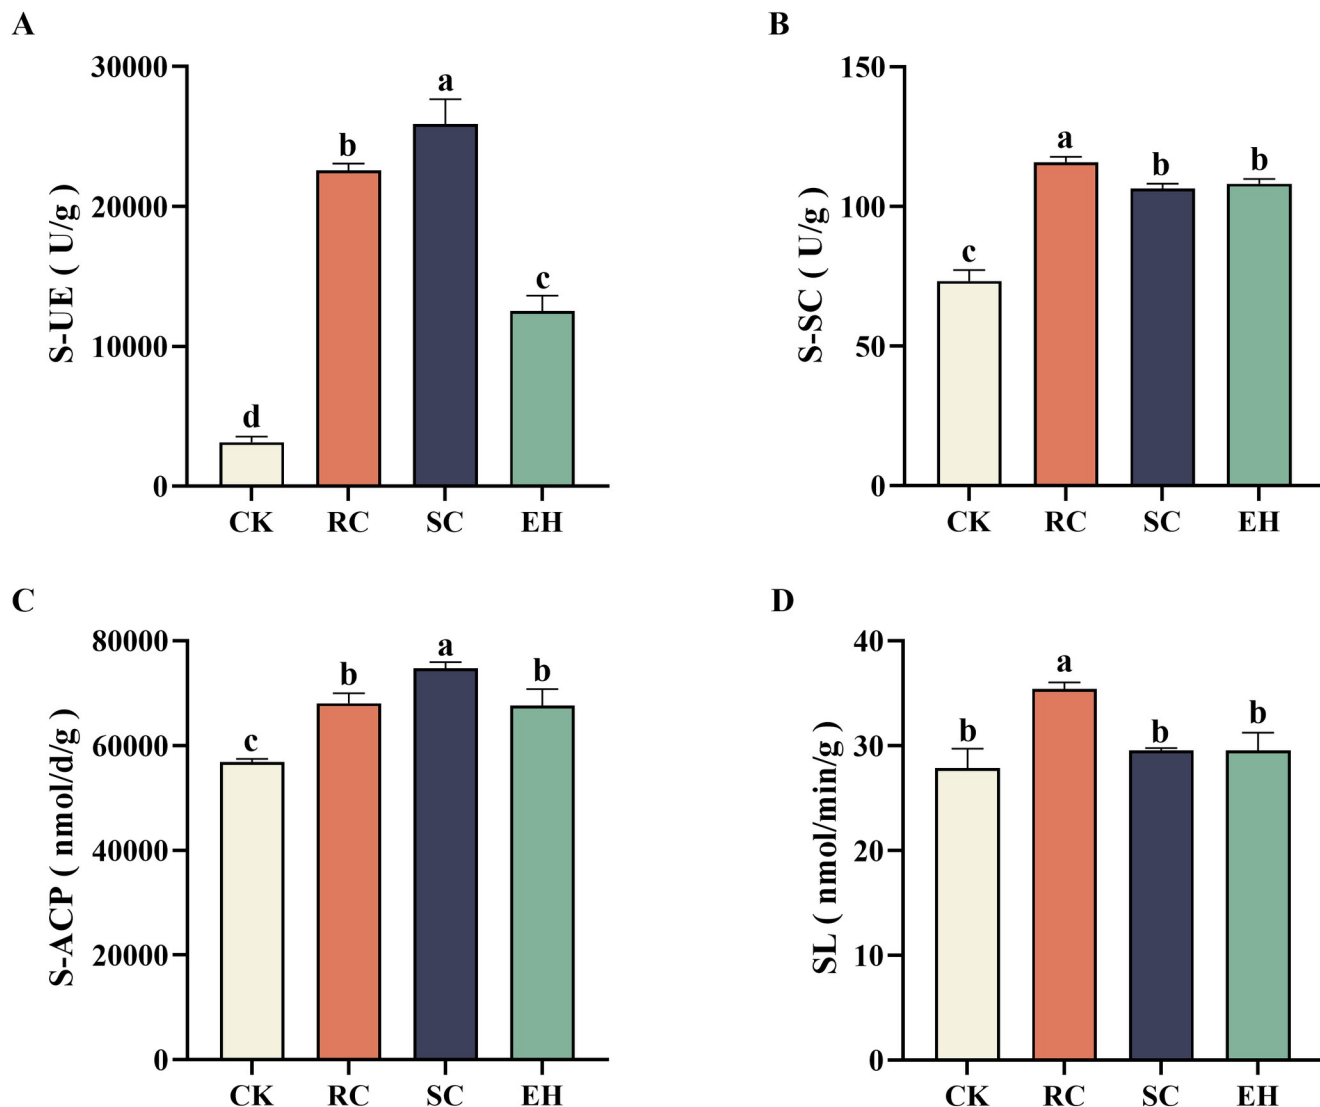 A
S-UE ( U/g )
30000
20000
10000
0
a
b
c
d
CK RC SC EH
B
S-SC ( U/g )
150
100
50
0
a
b
b
c
CK RC SC EH
C
S-ACP ( nmol/d/g )
80000
60000
40000
20000
0
c
b
a
b
CK RC SC EH
D
SL ( nmol/min/g )
40
30
20
10
0
b
a
b
b
CK RC SC EH